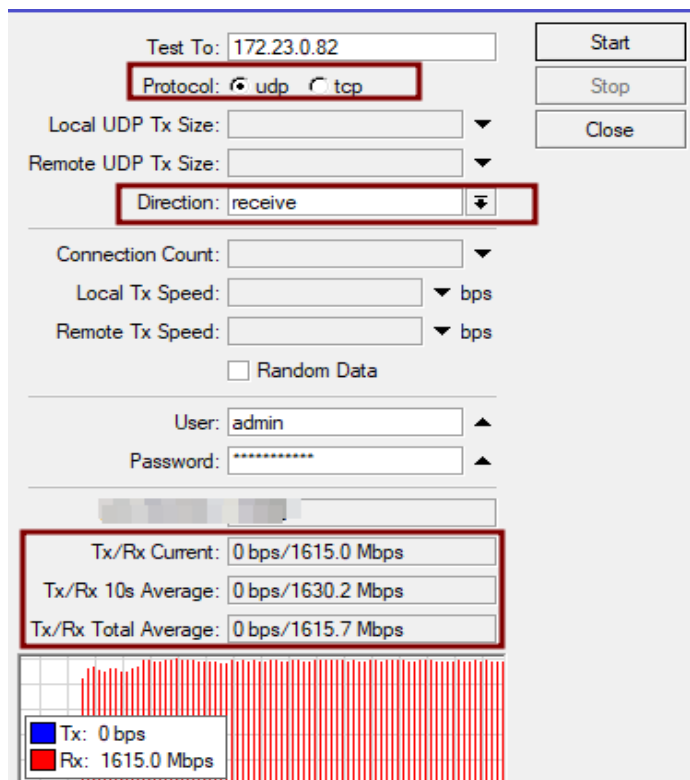 Test To: 172.23.0.82
Start
Protocol: udp tcp
Stop
Local UDP Tx Size:
Close
Remote UDP Tx Size:
Direction: receive
Connection Count:
Local Tx Speed: bps
Remote Tx Speed: bps
Random Data
User: admin
Password: ***********
Tx/Rx Current: 0 bps/1615.0 Mbps
Tx/Rx 10s Average: 0 bps/1630.2 Mbps
Tx/Rx Total Average: 0 bps/1615.7 Mbps
Tx: 0 bps
Rx: 1615.0 Mbps